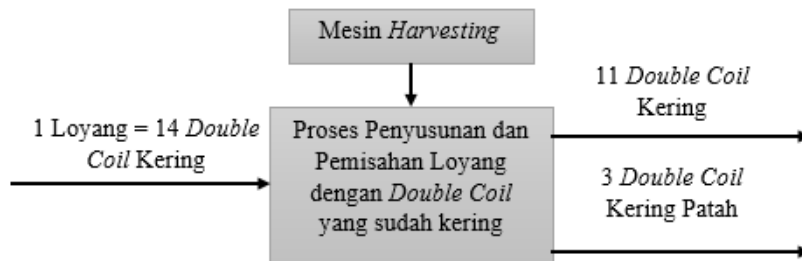 Mesin Harvesting
1 Loyang = 14 Double
Coil Kering
Proses Penyusunan dan
Pemisahan Loyang
dengan Double Coil
yang sudah kering
11 Double Coil
Kering
3 Double Coil
Kering Patah